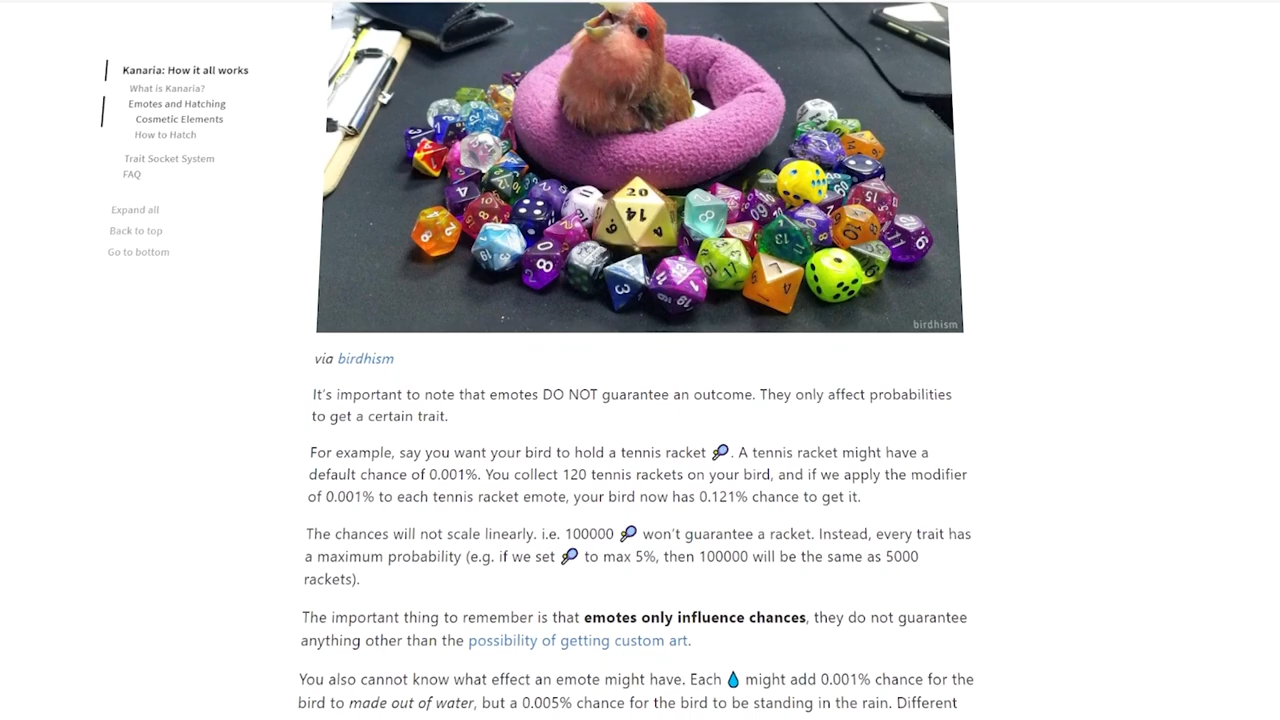 Kanaria: How it all works
What is Kanaria?
Emotes and Hatching
Cosmetic Elements
How to Hatch
Trait Socket System
FAQ
Expand all
Back to top
Go to bottom
birdhism
via birdhism
It's important to note that emotes DO NOT guarantee an outcome. They only affect probabilities
to get a certain trait.
For example, say you want your bird to hold a tennis racket. A tennis racket might have a
default chance of 0.001%. You collect 120 tennis rackets on your bird, and if we apply the modifier
of 0.001% to each tennis racket emote, your bird now has 0.121% chance to get it.
The chances will not scale linearly. i.e. 100000 won't guarantee a racket. Instead, every trait has
a maximum probability (e.g. if we set to max 5%, then 100000 will be the same as 5000
rackets).
The important thing to remember is that emotes only influence chances, they do not guarantee
anything other than the possibility of getting custom art.
You also cannot know what effect an emote might have. Each 💧 might add 0.001% chance for the
bird to made out of water, but a 0.005% chance for the bird to be standing in the rain. Different